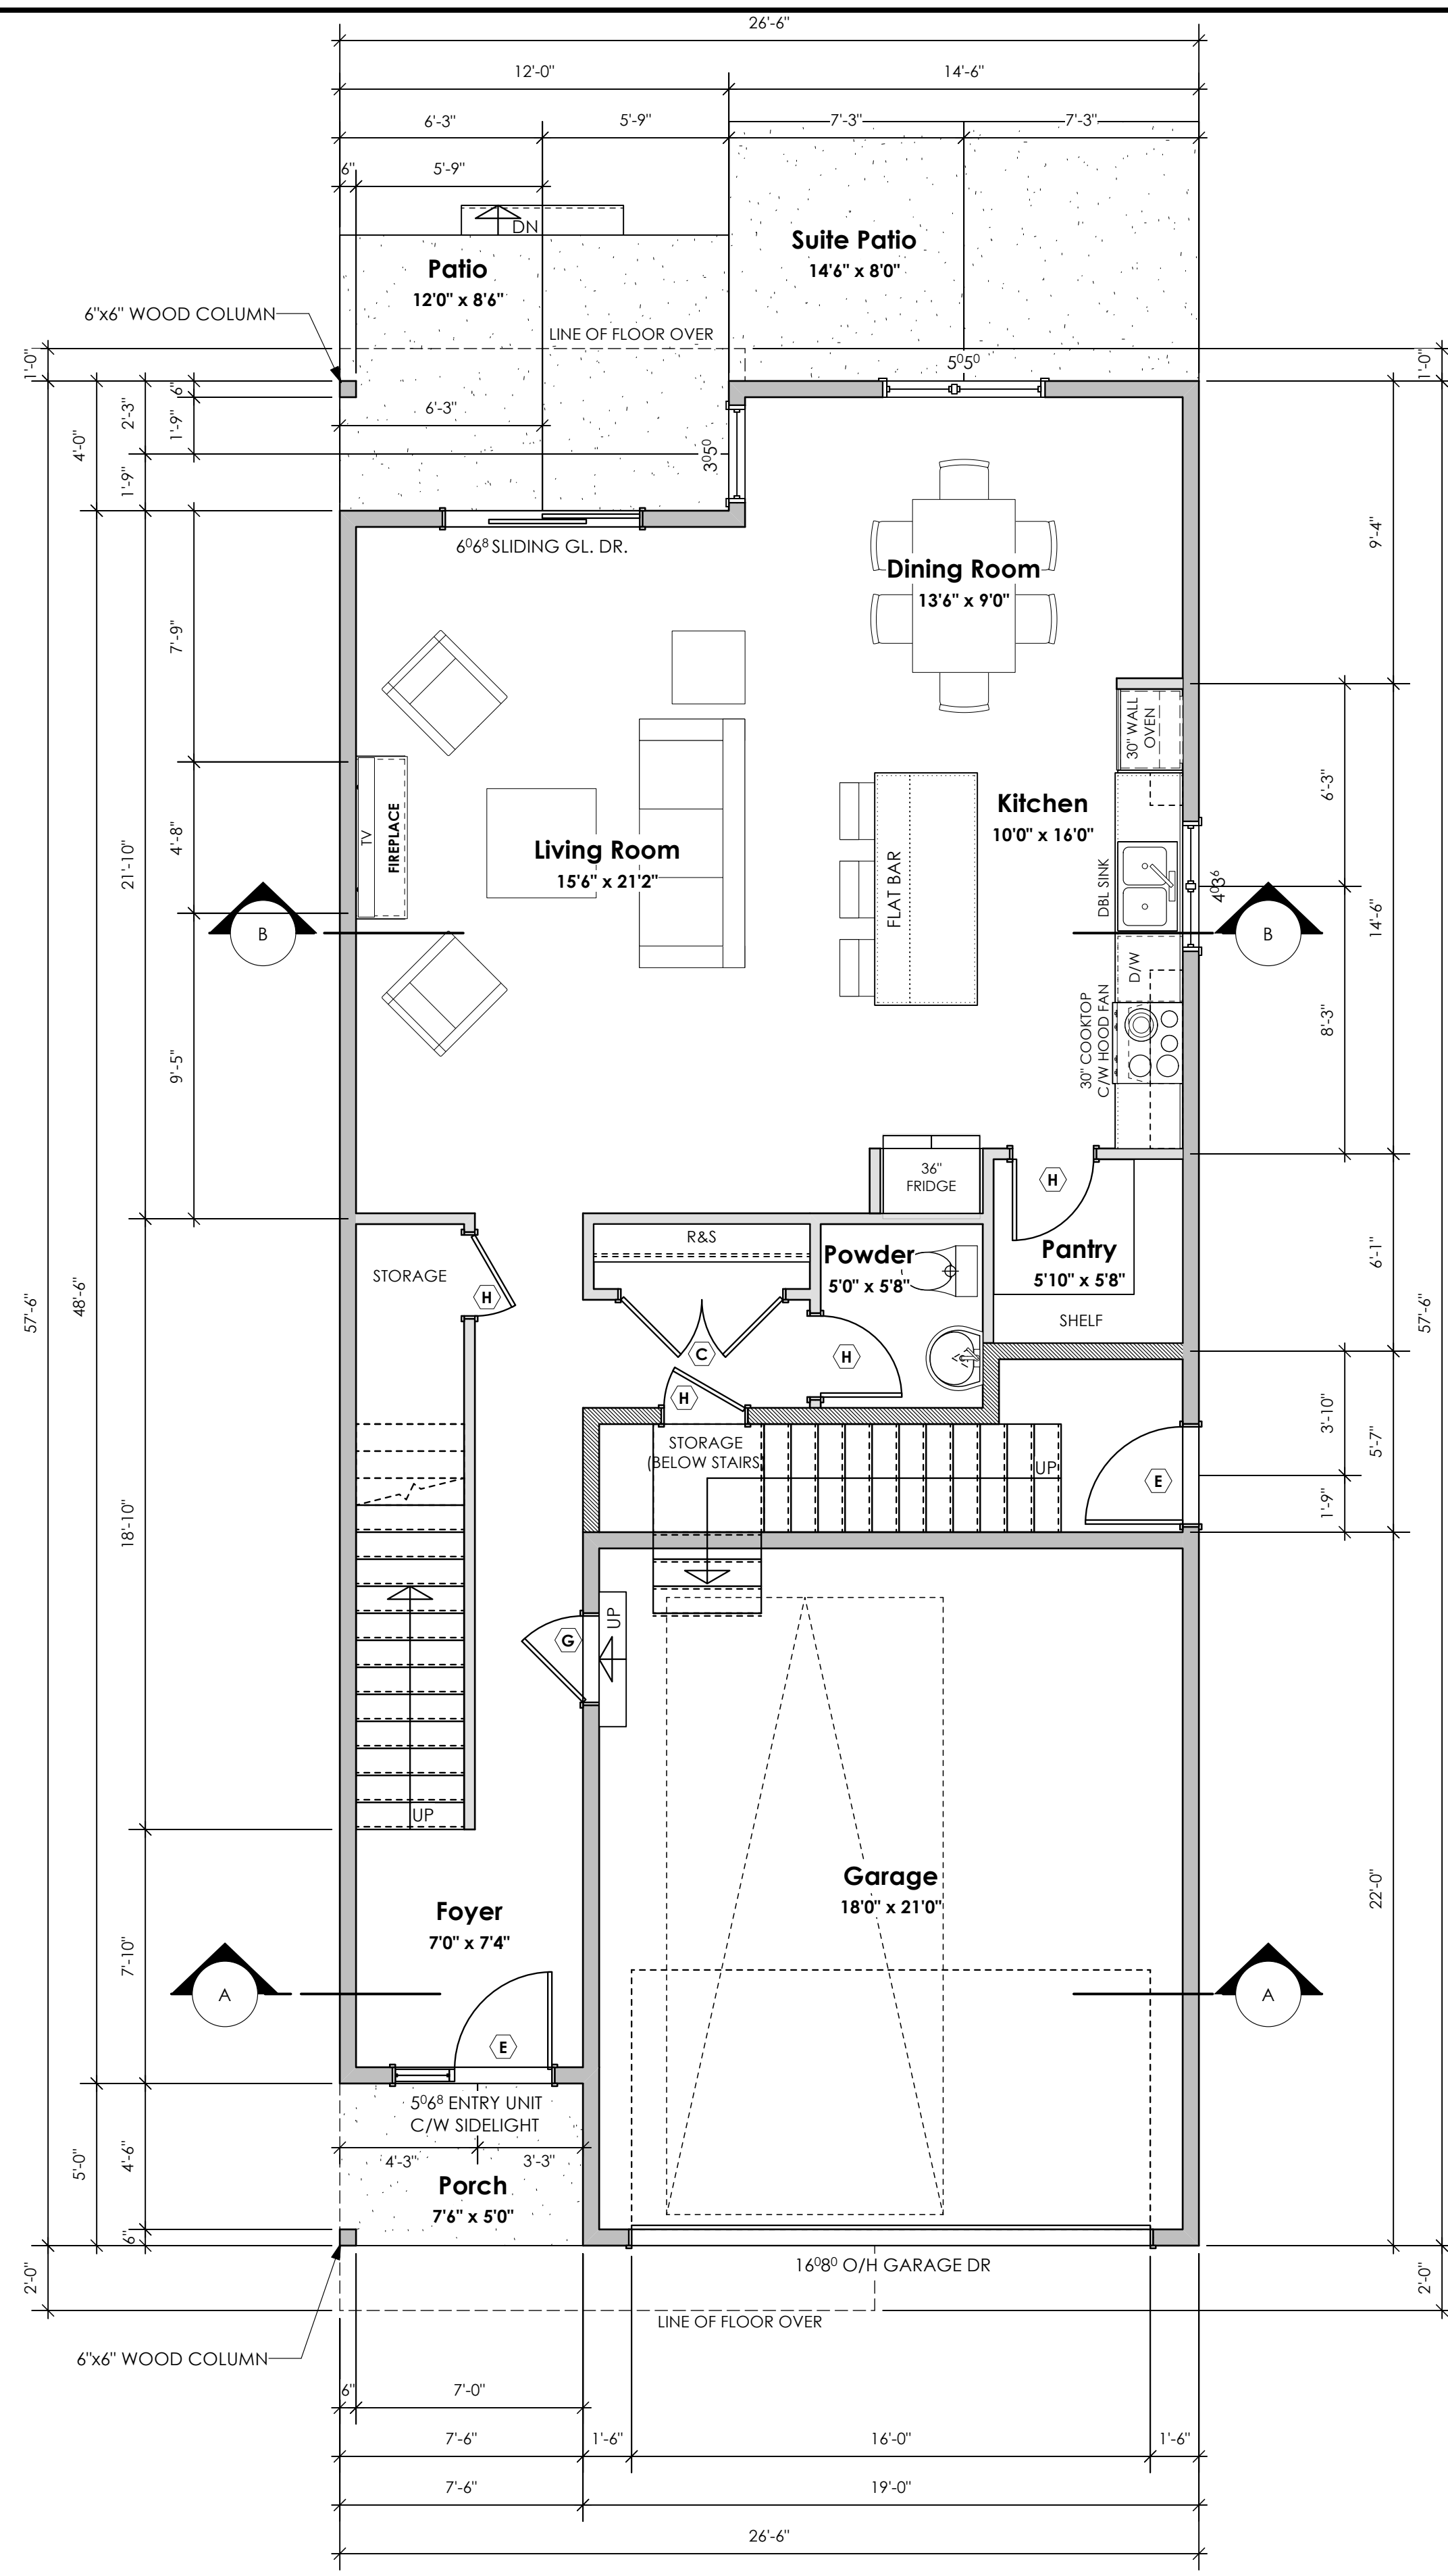 26'-6"
12'-0" 14'-6"
6'-3" 5'-9" 7'-3" 7'-3"
6" 5'-9"
DN
Patio
12'0" x 8'6"
Suite Patio
14'6" x 8'0"
6"x6" WOOD COLUMN
LINE OF FLOOR OVER
1'-0" 1'-0"
5⁰5⁰
6"
2'-3"
1'-9"
4'-0"
1'-9"
6'-3"
3⁰5⁰
6⁰6⁸ SLIDING GL. DR.
9'-4"
Dining Room
13'6" x 9'0"
7'-9"
30" WALL
OVEN
6'-3"
Kitchen
10'0" x 16'0"
4'-8"
TV
FIREPLACE
Living Room
15'6" x 21'2"
FLAT BAR
DBL SINK
4⁰3⁶
21'-10"
14'-6"
B B
D/W
30" COOKTOP
C/W HOOD FAN
8'-3"
9'-5"
36"
FRIDGE
H
R&S
Powder
5'0" x 5'8"
Pantry
5'10" x 5'8"
6'-1"
STORAGE
H
SHELF
57'-6"
48'-6"
57'-6"
C
H
H
STORAGE
(BELOW STAIRS)
UP
E
3'-10"
5'-7"
1'-9"
18'-10"
UP
G
UP
Garage
18'0" x 21'0"
22'-0"
Foyer
7'0" x 7'4"
7'-10"
A A
E
5⁰6⁸ ENTRY UNIT
C/W SIDELIGHT
4'-3" 3'-3"
Porch
7'6" x 5'0"
5'-0"
4'-6"
6"
16⁰8⁰ O/H GARAGE DR
2'-0" 2'-0"
LINE OF FLOOR OVER
6"x6" WOOD COLUMN
6" 7'-0"
7'-6" 1'-6" 16'-0" 1'-6"
7'-6" 19'-0"
26'-6"